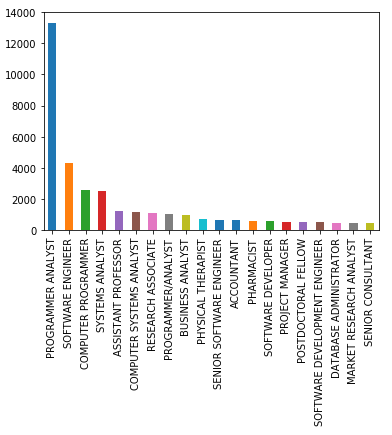 14000
12000
10000
8000
6000
4000
2000
0
PROGRAMMER ANALYST
SOFTWARE ENGINEER
COMPUTER PROGRAMMER
SYSTEMS ANALYST
ASSISTANT PROFESSOR
COMPUTER SYSTEMS ANALYST
RESEARCH ASSOCIATE
PROGRAMMER/ANALYST
BUSINESS ANALYST
PHYSICAL THERAPIST
SENIOR SOFTWARE ENGINEER
ACCOUNTANT
PHARMACIST
SOFTWARE DEVELOPER
PROJECT MANAGER
POSTDOCTORAL FELLOW
SOFTWARE DEVELOPMENT ENGINEER
DATABASE ADMINISTRATOR
MARKET RESEARCH ANALYST
SENIOR CONSULTANT